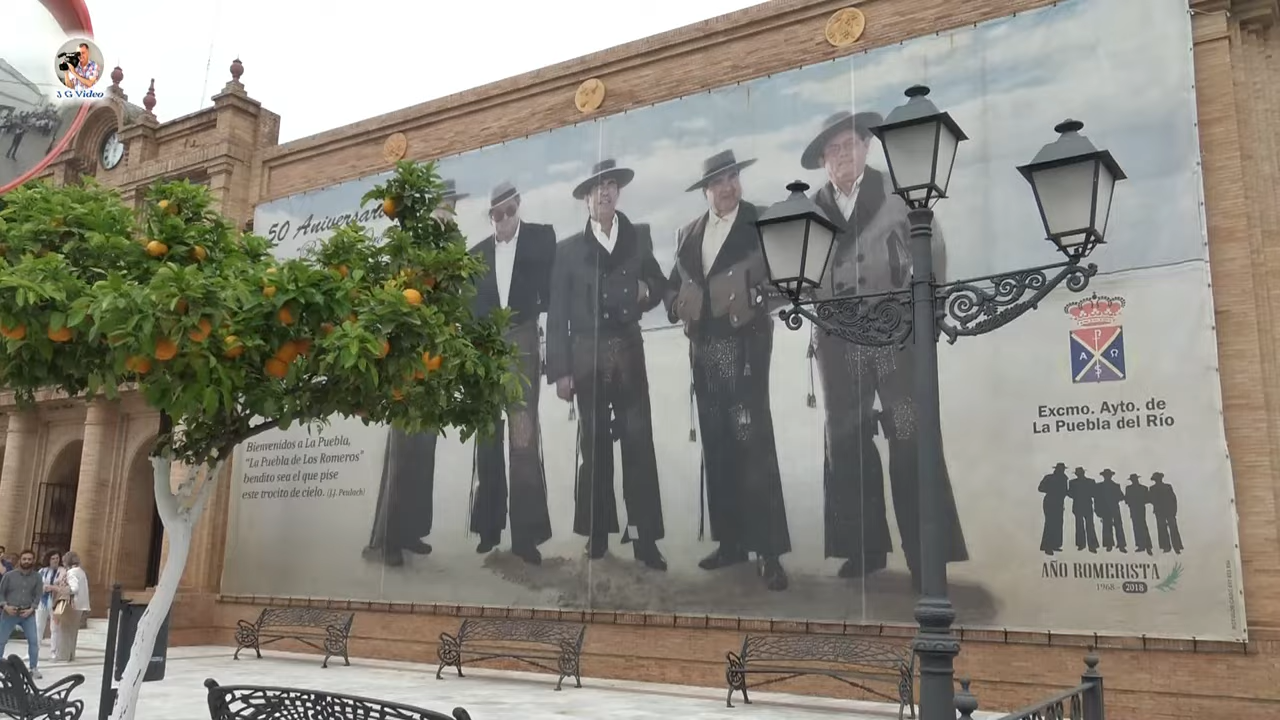 J G Video
50 Aniversario
Bienvenidos a La Puebla,
"La Puebla de Los Romeros"
bendito sea el que pise
este trocito de cielo. (J.J. Penloch)
A Ω
Excmo. Ayto. de
La Puebla del Río
AÑO ROMERISTA
1968 - 2018